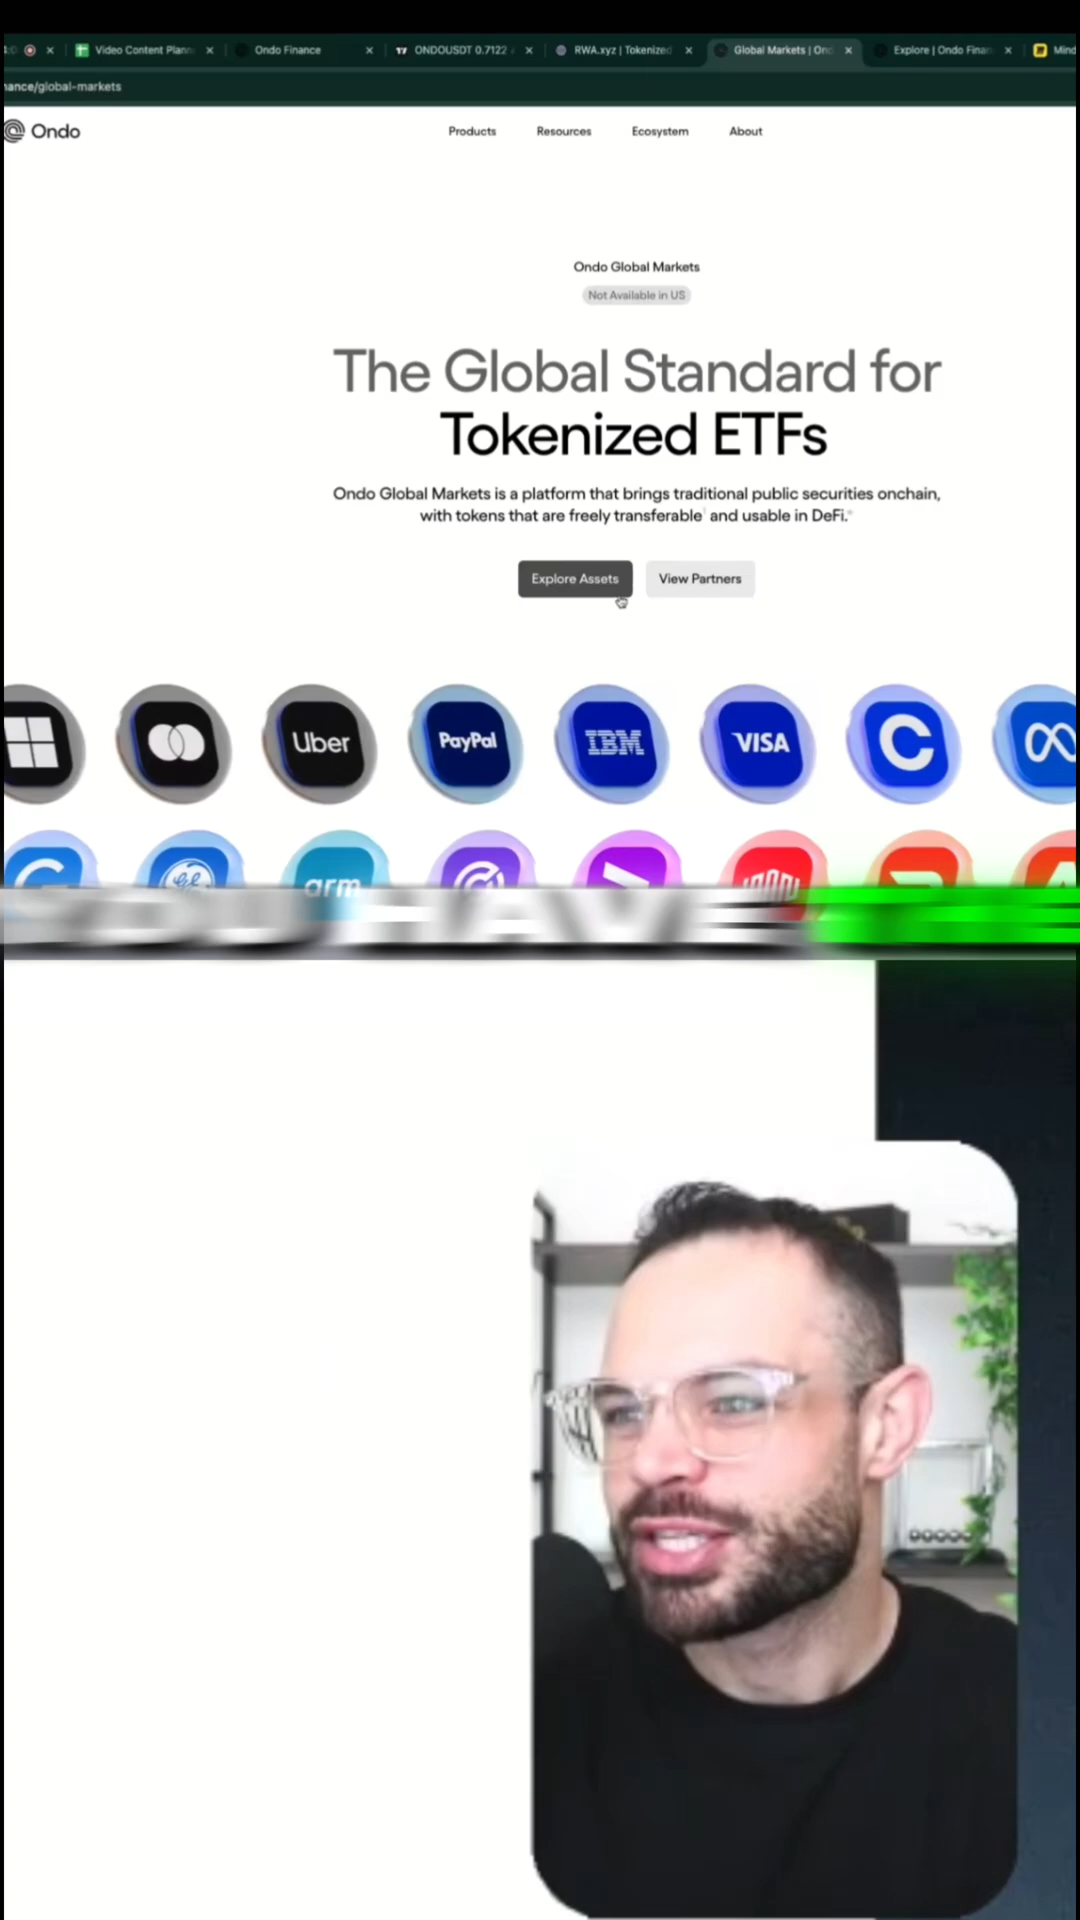 Video Content Plann
Ondo Finance
ONDOUSDT 0.7122
RWA.xyz | Tokenized
Global Markets | Ond
Explore | Ondo Finan
Mind
nance/global-markets
Ondo
Products
Resources
Ecosystem
About
Ondo Global Markets
Not Available in US
The Global Standard for
Tokenized ETFs
Ondo Global Markets is a platform that brings traditional public securities onchain,
with tokens that are freely transferable and usable in DeFi.
Explore Assets
View Partners
Uber
PayPal
IBM
VISA
arm
HAVE